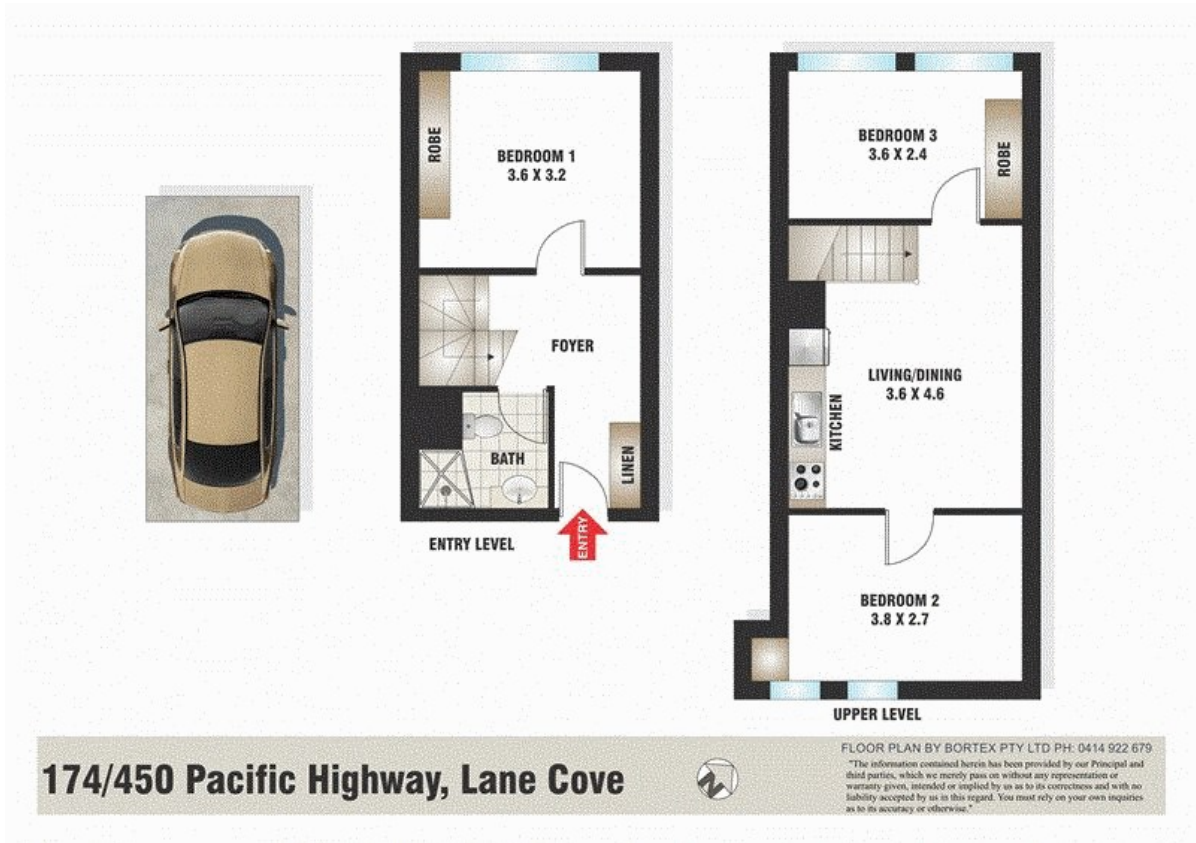 ROBE
BEDROOM 1
3.6 X 3.2
FOYER
BATH
LINEN
ENTRY
ENTRY LEVEL
BEDROOM 3
3.6 X 2.4
ROBE
LIVING/DINING
3.6 X 4.6
KITCHEN
BEDROOM 2
3.8 X 2.7
UPPER LEVEL
174/450 Pacific Highway, Lane Cove
N
FLOOR PLAN BY BORTEX PTY LTD PH: 0414 922 679
"The information contained herein has been provided by our Principal and
third parties, which we merely pass on without any representation or
warranty given, intended or implied by us as to its correctness and with no
liability accepted by us in this regard. You must rely on your own inquiries
as to its accuracy or otherwise."